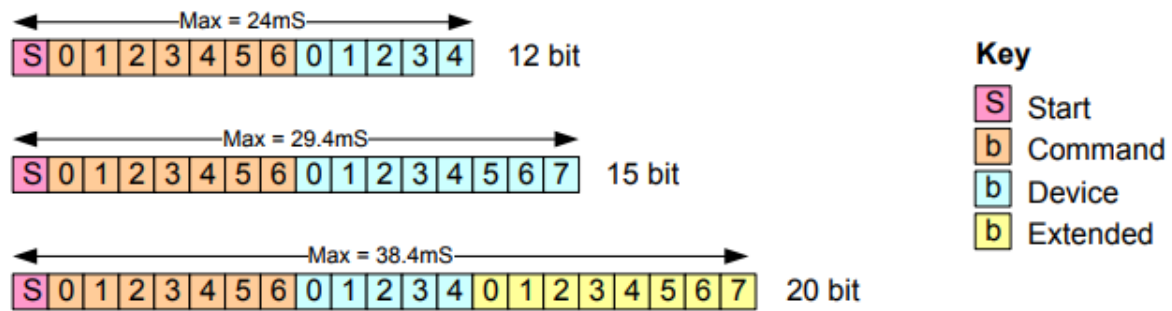 Max = 24mS
S 0 1 2 3 4 5 6 0 1 2 3 4 12 bit
Max = 29.4mS
S 0 1 2 3 4 5 6 0 1 2 3 4 5 6 7 15 bit
Max = 38.4mS
S 0 1 2 3 4 5 6 0 1 2 3 4 0 1 2 3 4 5 6 7 20 bit
Key
S Start
b Command
b Device
b Extended